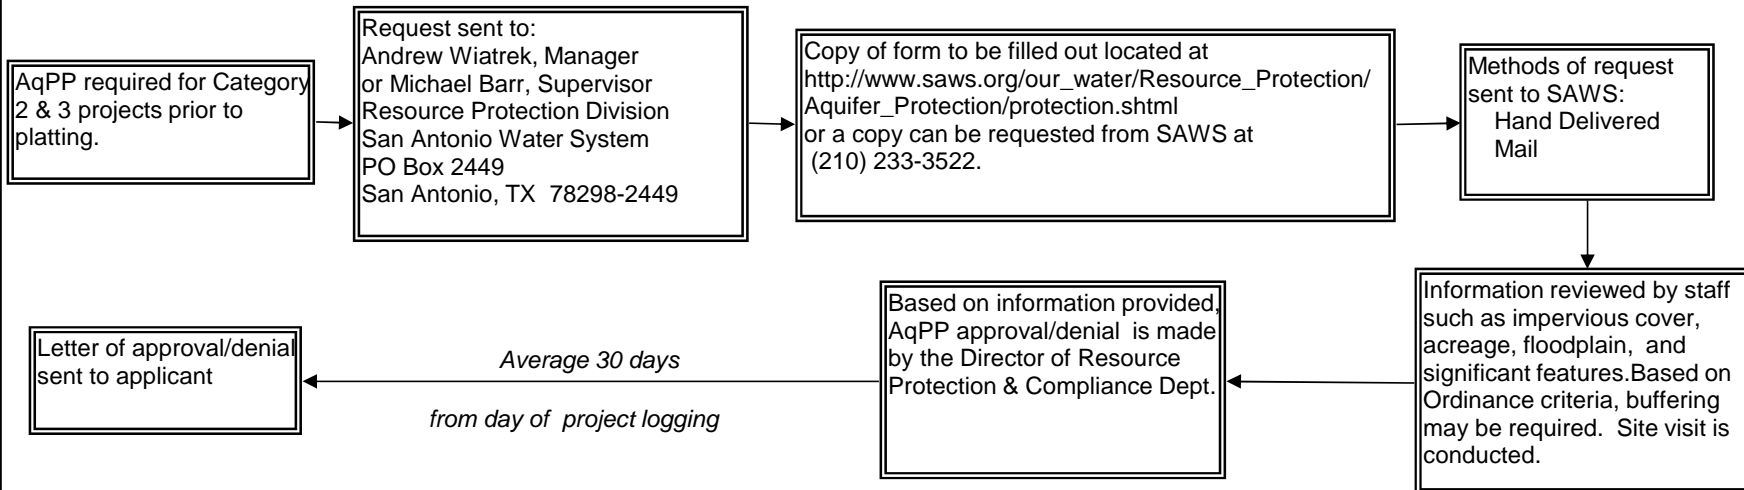 AqPP required for Category
2 & 3 projects prior to
platting.
Request sent to:
Andrew Wiatrek, Manager
or Michael Barr, Supervisor
Resource Protection Division
San Antonio Water System
PO Box 2449
San Antonio, TX  78298-2449
Copy of form to be filled out located at
http://www.saws.org/our_water/Resource_Protection/
Aquifer_Protection/protection.shtml
or a copy can be requested from SAWS at
(210) 233-3522.
Methods of request
sent to SAWS:
Hand Delivered
Mail
Information reviewed by staff
such as impervious cover,
acreage, floodplain,  and
significant features.Based on
Ordinance criteria, buffering
may be required.  Site visit is
conducted.
Based on information provided,
AqPP approval/denial  is made
by the Director of Resource
Protection & Compliance Dept.
Average 30 days
from day of  project logging
Letter of approval/denial
sent to applicant